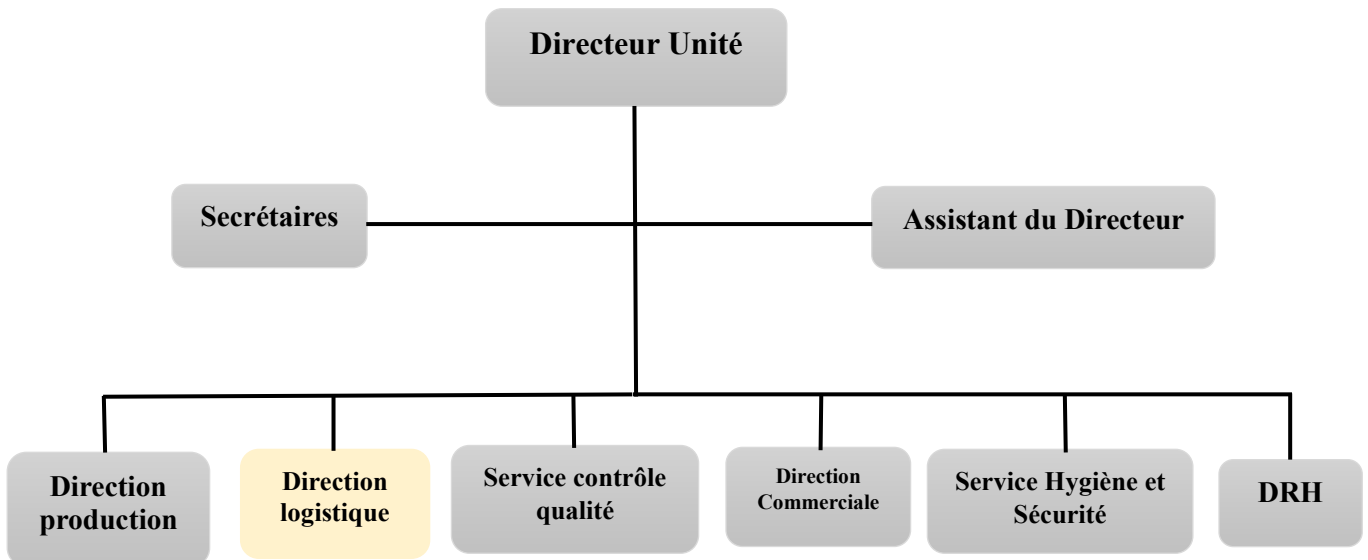 Directeur Unité
Secrétaires
Assistant du Directeur
Direction
production
Direction
logistique
Service contrôle
qualité
Direction
Commerciale
Service Hygiène et
Sécurité
DRH